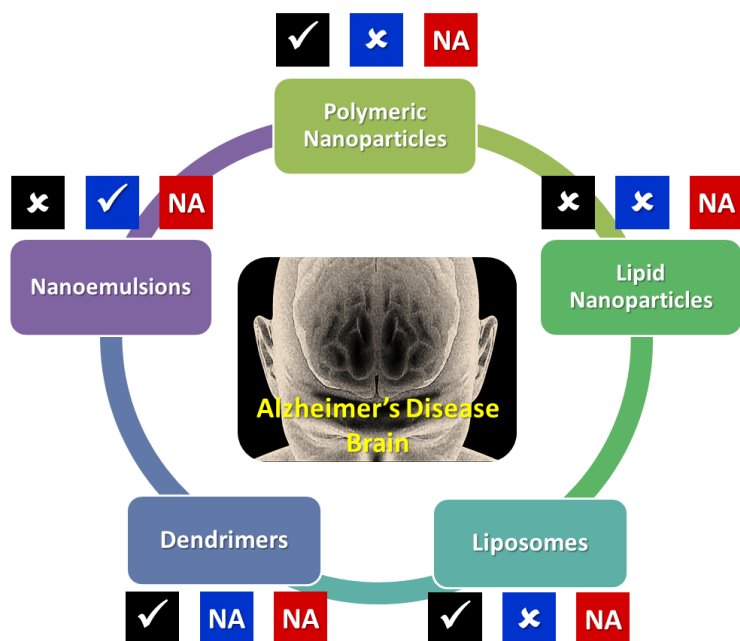 ✓ ✘ NA
Polymeric
Nanoparticles
✘ ✓ NA
Nanoemulsions
✘ ✘ NA
Lipid
Nanoparticles
Alzheimer's Disease
Brain
Dendrimers
✓ NA NA
Liposomes
✓ ✘ NA